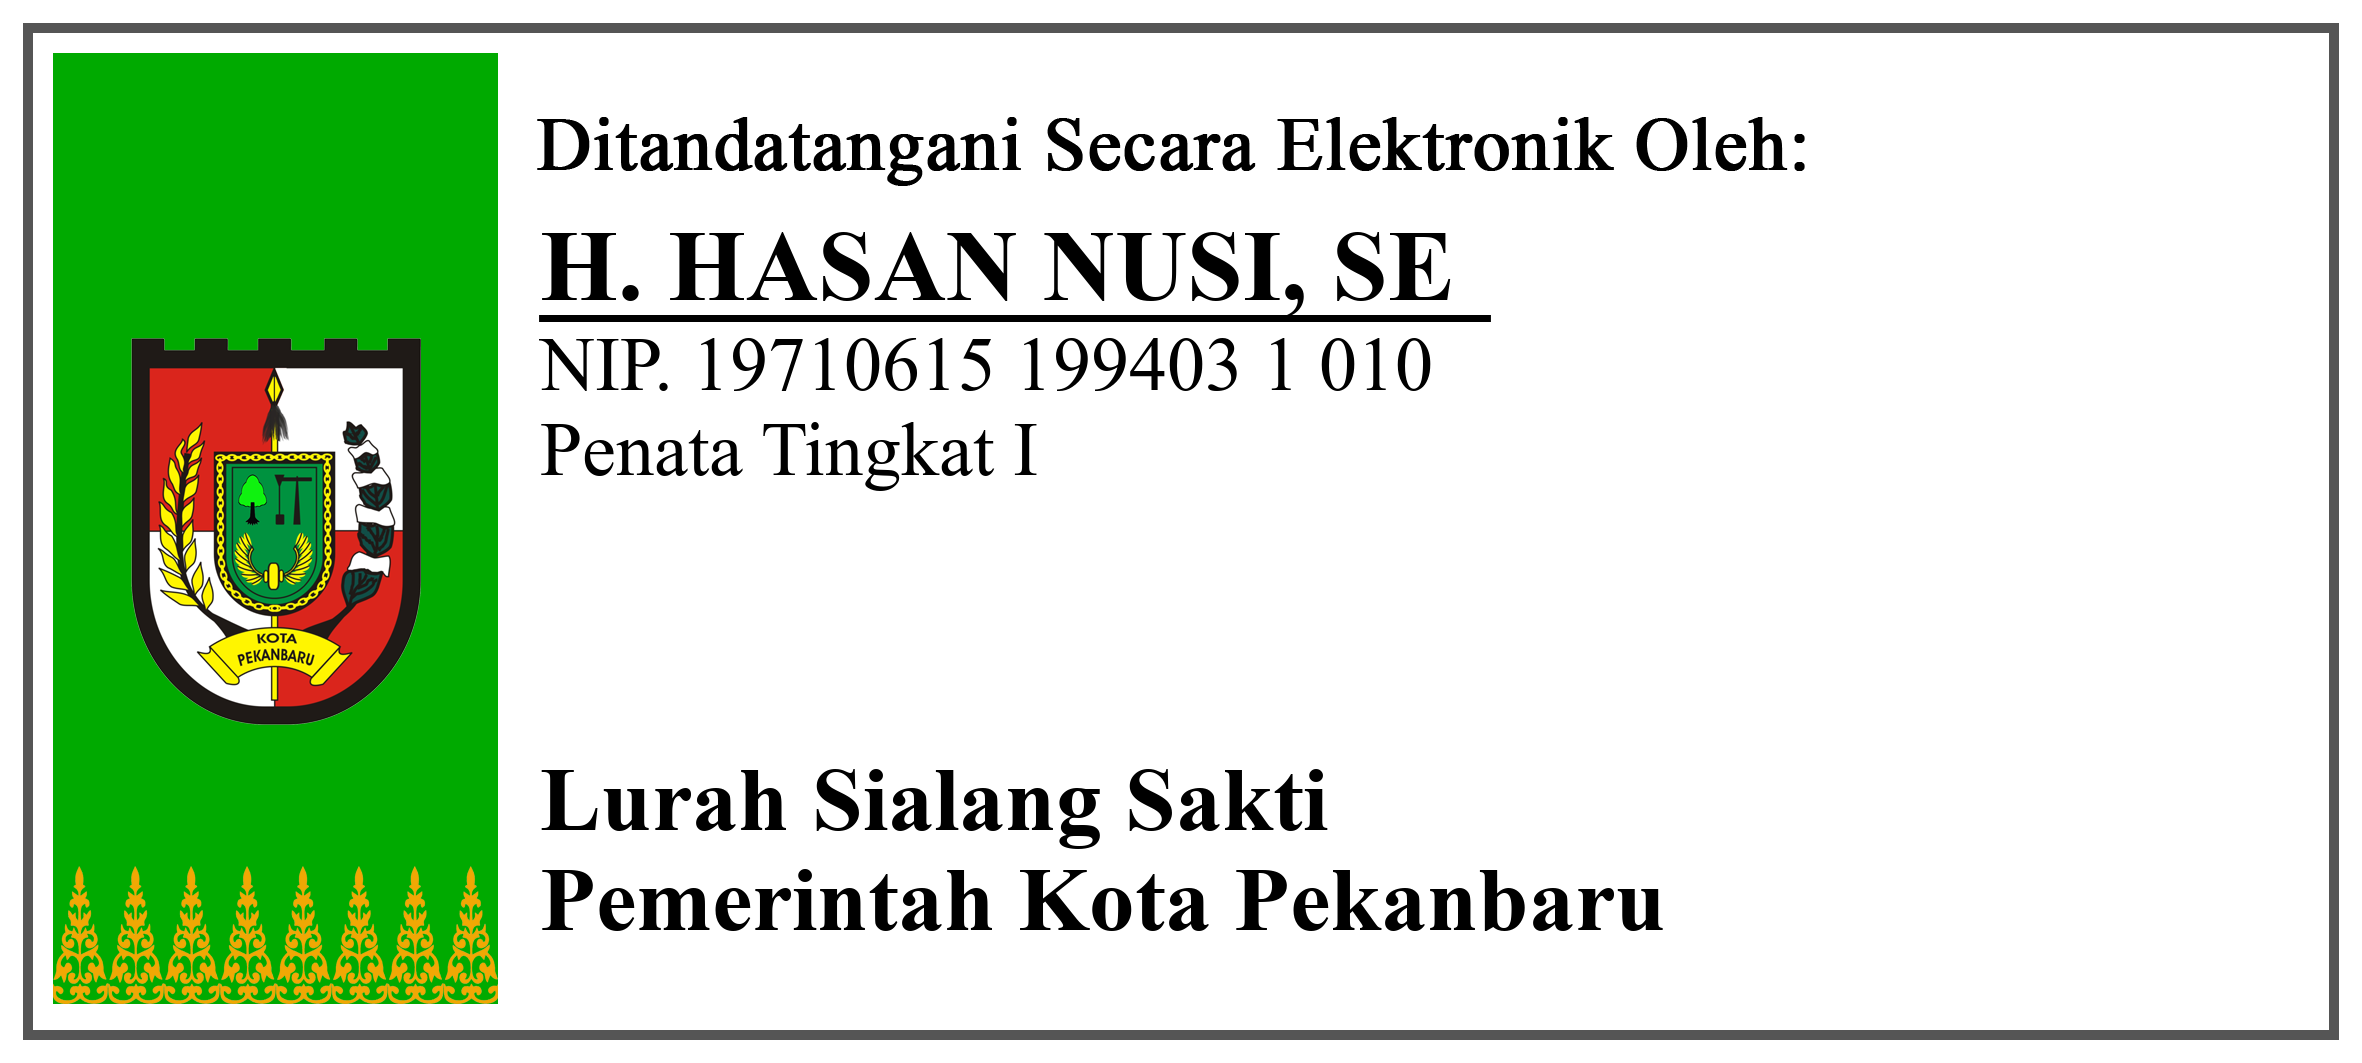 Ditandatangani Secara Elektronik Oleh:
H. HASAN NUSI, SE
NIP. 19710615 199403 1 010
Penata Tingkat I
KOTA
PEKANBARU
Lurah Sialang Sakti
Pemerintah Kota Pekanbaru